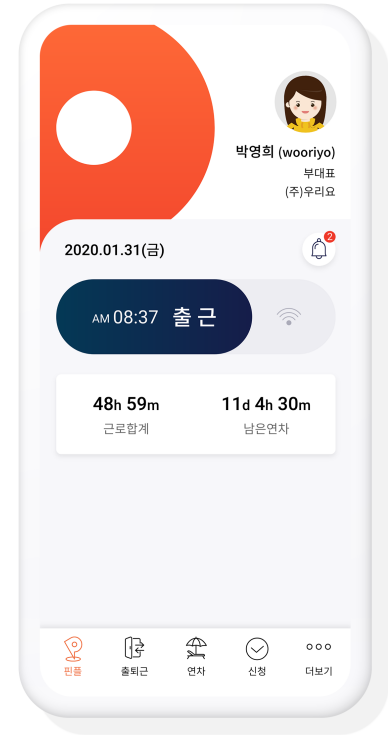 박영희 (wooriyo)
부대표
(주)우리요
2020.01.31(금)
2
AM 08:37 출 근
48h 59m
11d 4h 30m
근로합계
남은연차
핀플
출퇴근
연차
신청
더보기